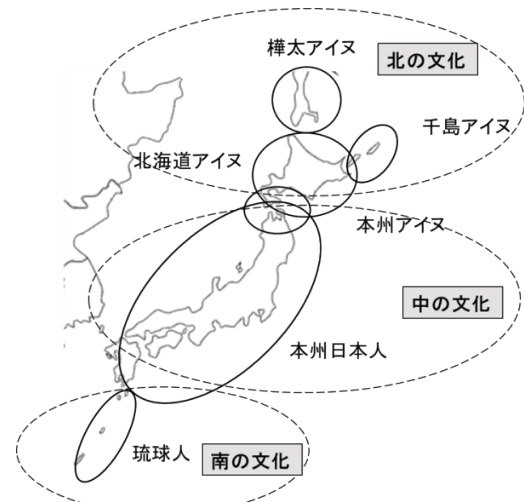 樺太アイヌ
北の文化
千島アイヌ
北海道アイヌ
本州アイヌ
中の文化
本州日本人
琉球人
南の文化